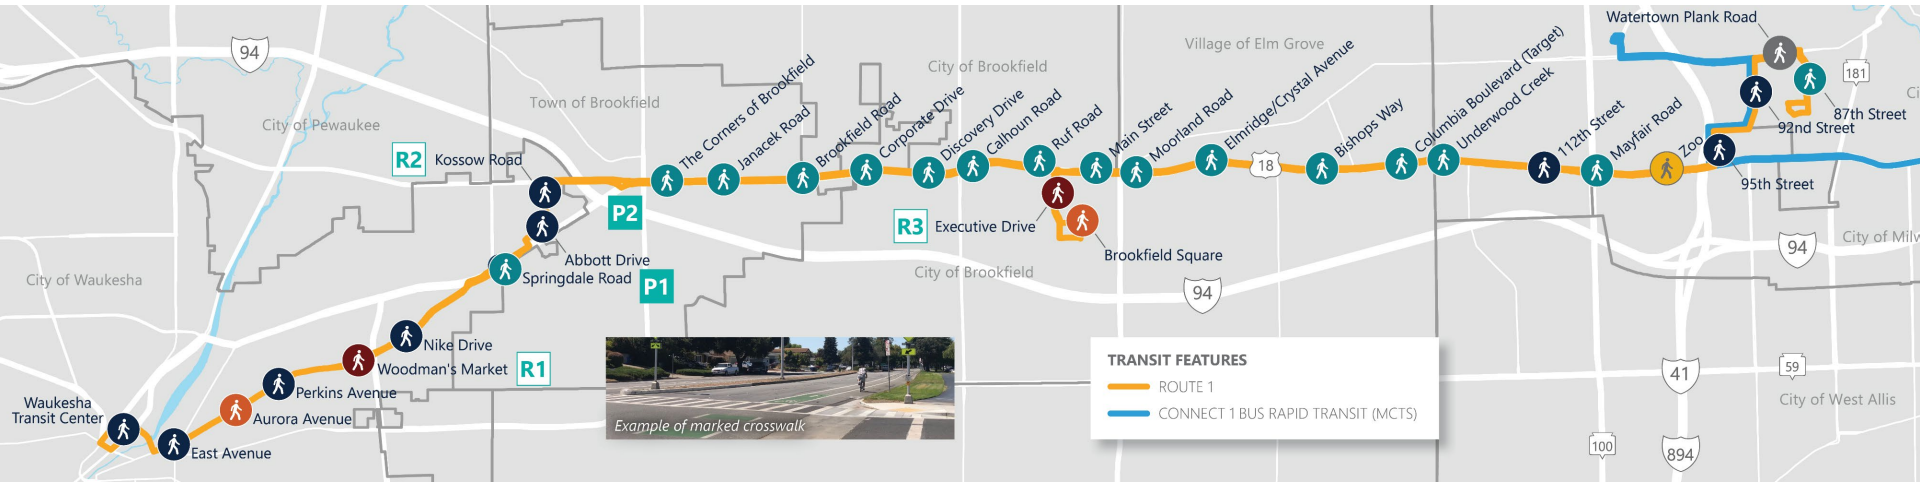 94
City of Pewaukee
Town of Brookfield
City of Brookfield
Village of Elm Grove
Watertown Plank Road
181
R2
Kossow Road
The Corners of Brookfield
Janacek Road
Brookfield Road
Corporate Drive
Discovery Drive
Calhoun Road
Ruf Road
Main Street
Moorland Road
Elmridge/Crystal Avenue
18
Bishops Way
Columbia Boulevard (Target)
Underwood Creek
112th Street
Mayfair Road
Zoo
95th Street
92nd Street
87th Street
P2
R3
Executive Drive
Brookfield Square
Abbott Drive
Springdale Road
P1
City of Waukesha
City of Brookfield
94
94
City of Milw
Nike Drive
Woodman's Market
R1
Perkins Avenue
Aurora Avenue
Waukesha
Transit Center
East Avenue
Example of marked crosswalk
TRANSIT FEATURES
ROUTE 1
CONNECT 1 BUS RAPID TRANSIT (MCTS)
41
59
City of West Allis
100
894